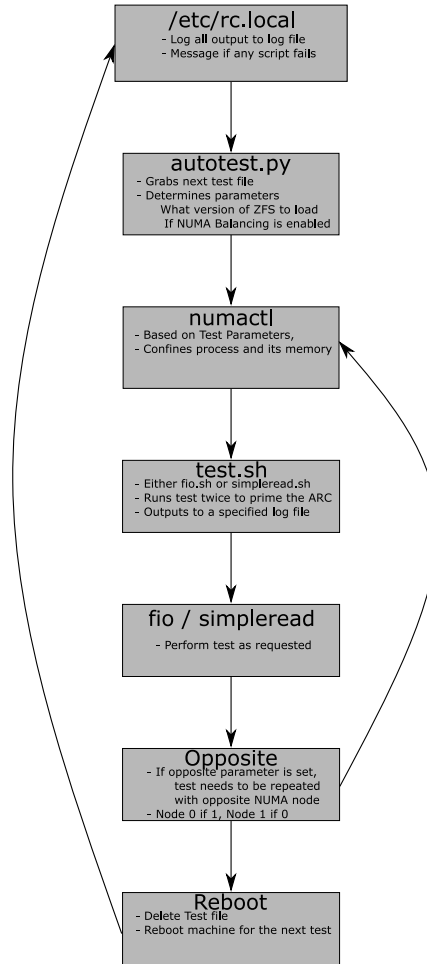 /etc/rc.local
- Log all output to log file
- Message if any script fails
autotest.py
- Grabs next test file
- Determines parameters
What version of ZFS to load
If NUMA Balancing is enabled
numactl
- Based on Test Parameters,
- Confines process and its memory
test.sh
- Either fio.sh or simpleread.sh
- Runs test twice to prime the ARC
- Outputs to a specified log file
fio / simpleread
- Perform test as requested
Opposite
- If opposite parameter is set,
test needs to be repeated
with opposite NUMA node
- Node 0 if 1, Node 1 if 0
Reboot
- Delete Test file
- Reboot machine for the next test